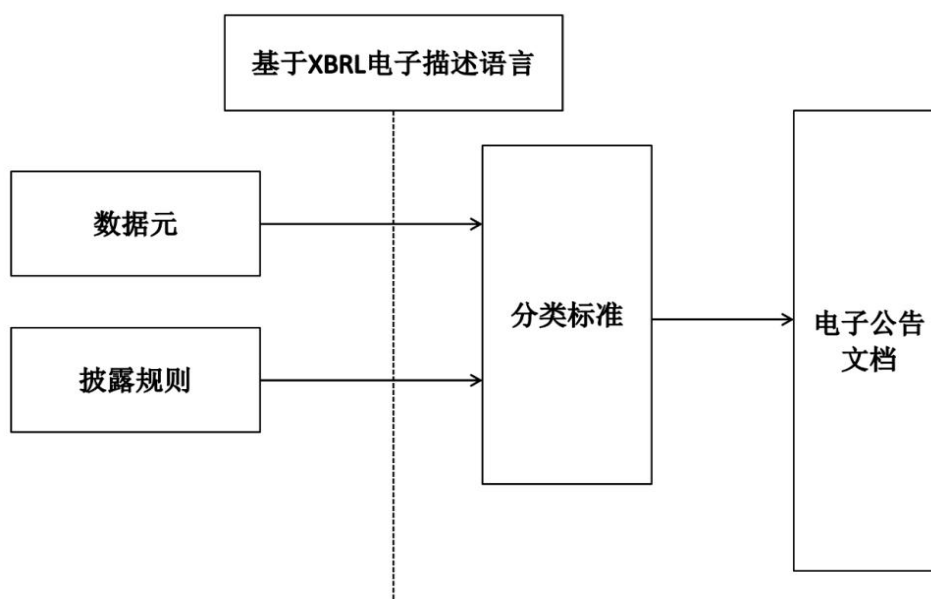 基于XBRL电子描述语言
数据元
披露规则
分类标准
电子公告
文档